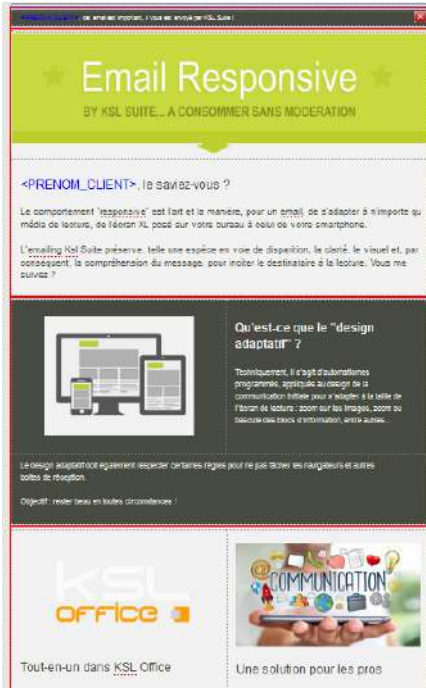 <PRENOM_CLIENT>, cet email est important, il vous est envoyé par KSL Suite !
Email Responsive
BY KSL SUITE... A CONSOMMER SANS MODERATION
<PRENOM_CLIENT>, le saviez-vous ?
Le comportement "responsive" est l'art et la manière, pour un email, de s'adapter à n'importe qu
média de lecture, de l'écran XL posé sur votre bureau à celui de votre smartphone.
L'emailing Ksl Suite préserve, telle une espèce en voie de disparition, la clarté, le visuel et, par
conséquent, la compréhension du message, pour inciter le destinataire à la lecture. Vous me
suivez ?
Qu'est-ce que le "design
adaptatif" ?
Techniquement, il s'agit d'automatismes
programmés, appliqués au design de la
communication initiale pour s'adapter à la taille de
l'écran de lecture : zoom sur les images, zoom ou
bascule des blocs d'information, entre autres...
Le design adaptatif doit également respecter certaines règles pour ne pas fâcher les navigateurs et autres
boites de réception.
Objectif : rester beau en toutes circonstances !
KSL
OFFICE
COMMUNICATION
Tout-en-un dans KSL Office
Une solution pour les pros